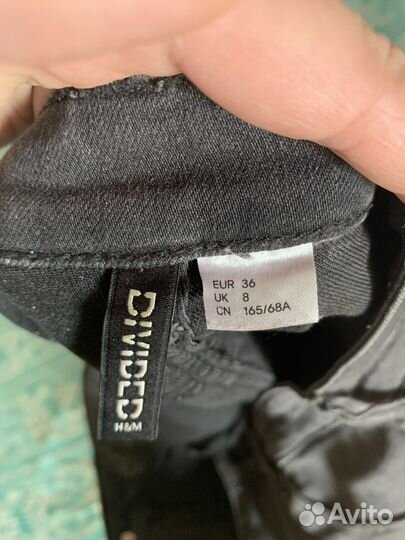 EUR 36
UK 8
CN 165/68A
DIVIDED
H&M
Avito